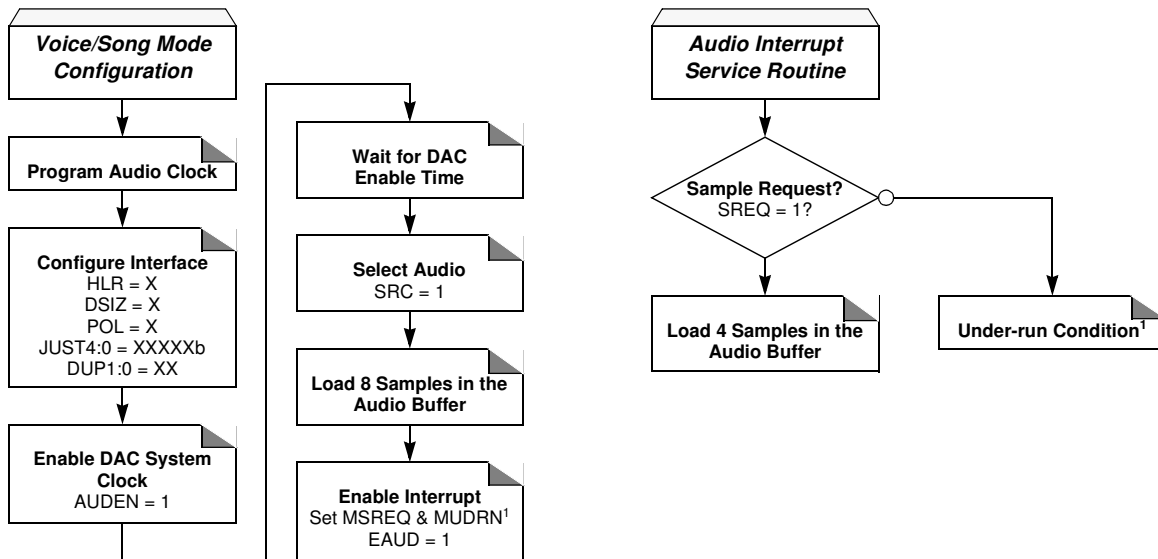 Voice/Song Mode
Configuration
Program Audio Clock
Configure Interface
HLR = X
DSIZ = X
POL = X
JUST4:0 = XXXXXb
DUP1:0 = XX
Enable DAC System
Clock
AUDEN = 1
Wait for DAC
Enable Time
Select Audio
SRC = 1
Load 8 Samples in the
Audio Buffer
Enable Interrupt
Set MSREQ & MUDRN1
EAUD = 1
Audio Interrupt
Service Routine
Sample Request?
SREQ = 1?
Load 4 Samples in the
Audio Buffer
Under-run Condition1